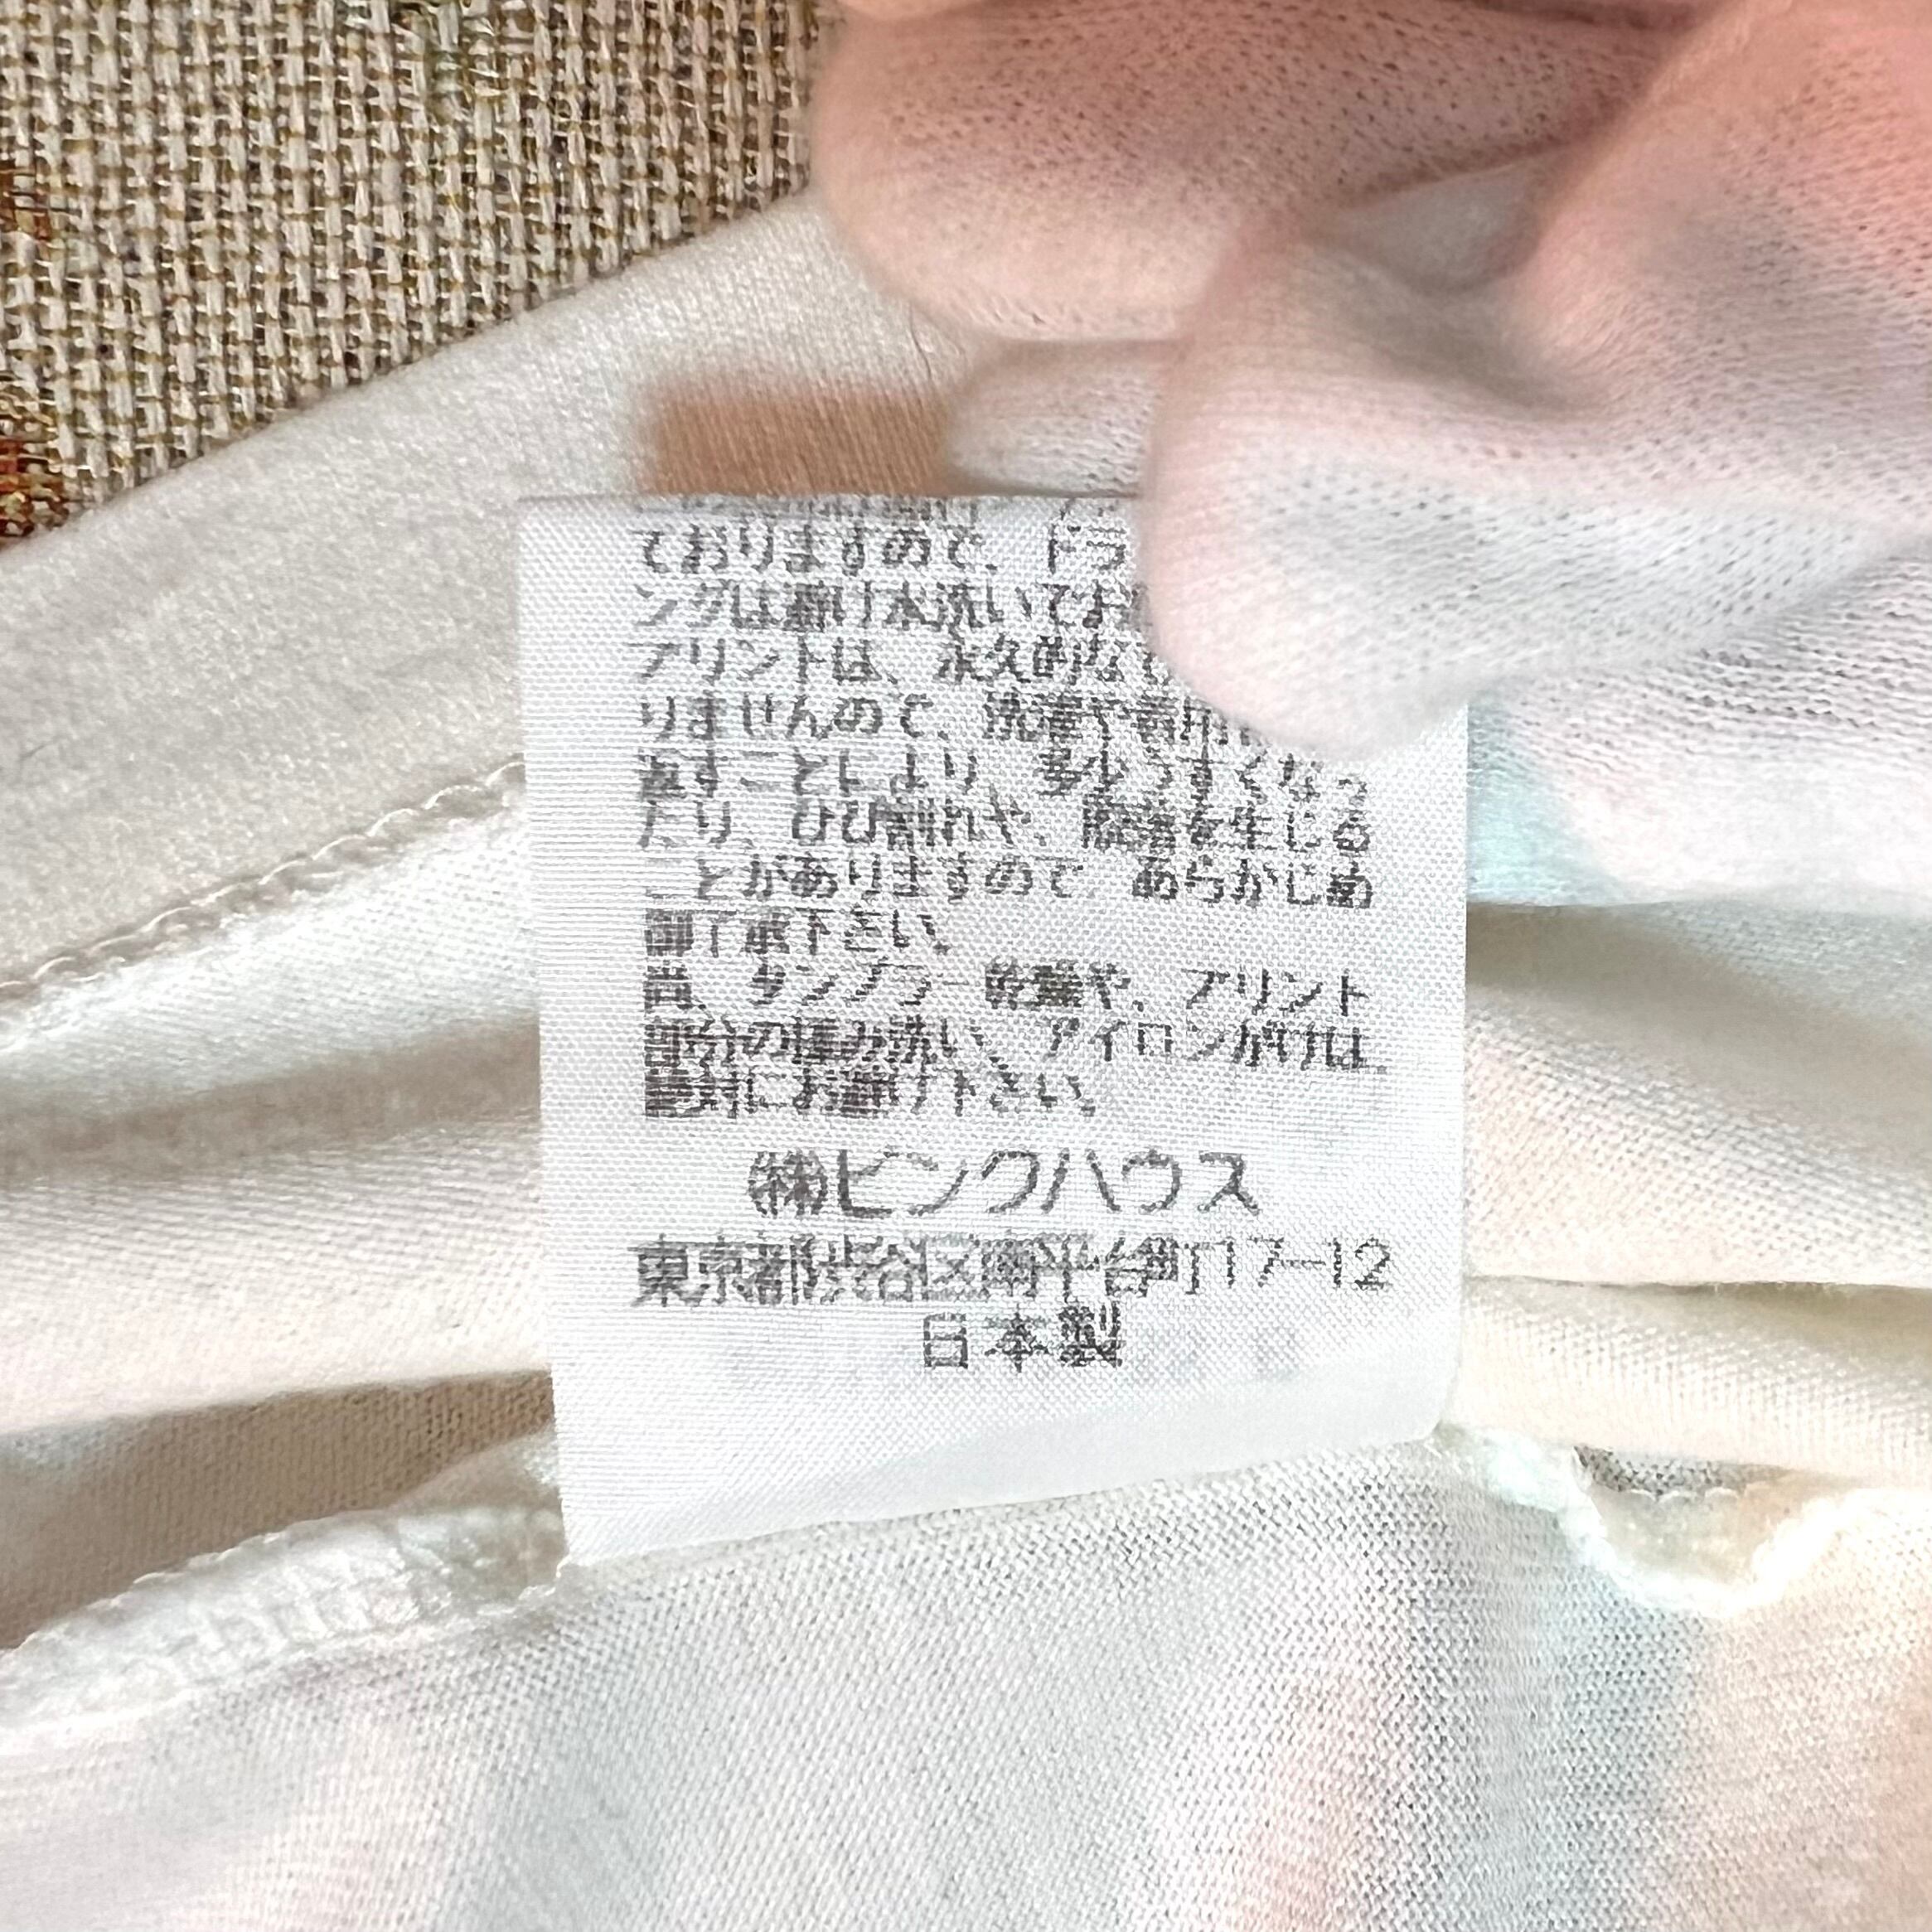 ておりますので、ドラ
ングは避け水洗いでお
プリントは、永久的な
りませんので、洗濯や着用
返すことにより、多少うすくなっ
たり、ひび割れや、脱落を生じる
ことがありますので、あらかじめ
御了承下さい。
尚、タンブラー乾燥や、プリント
部分の揉み洗い、アイロンがけは、
絶対にお避け下さい。
㈱ピンクハウス
東京都渋谷区南平台町17-12
日本製